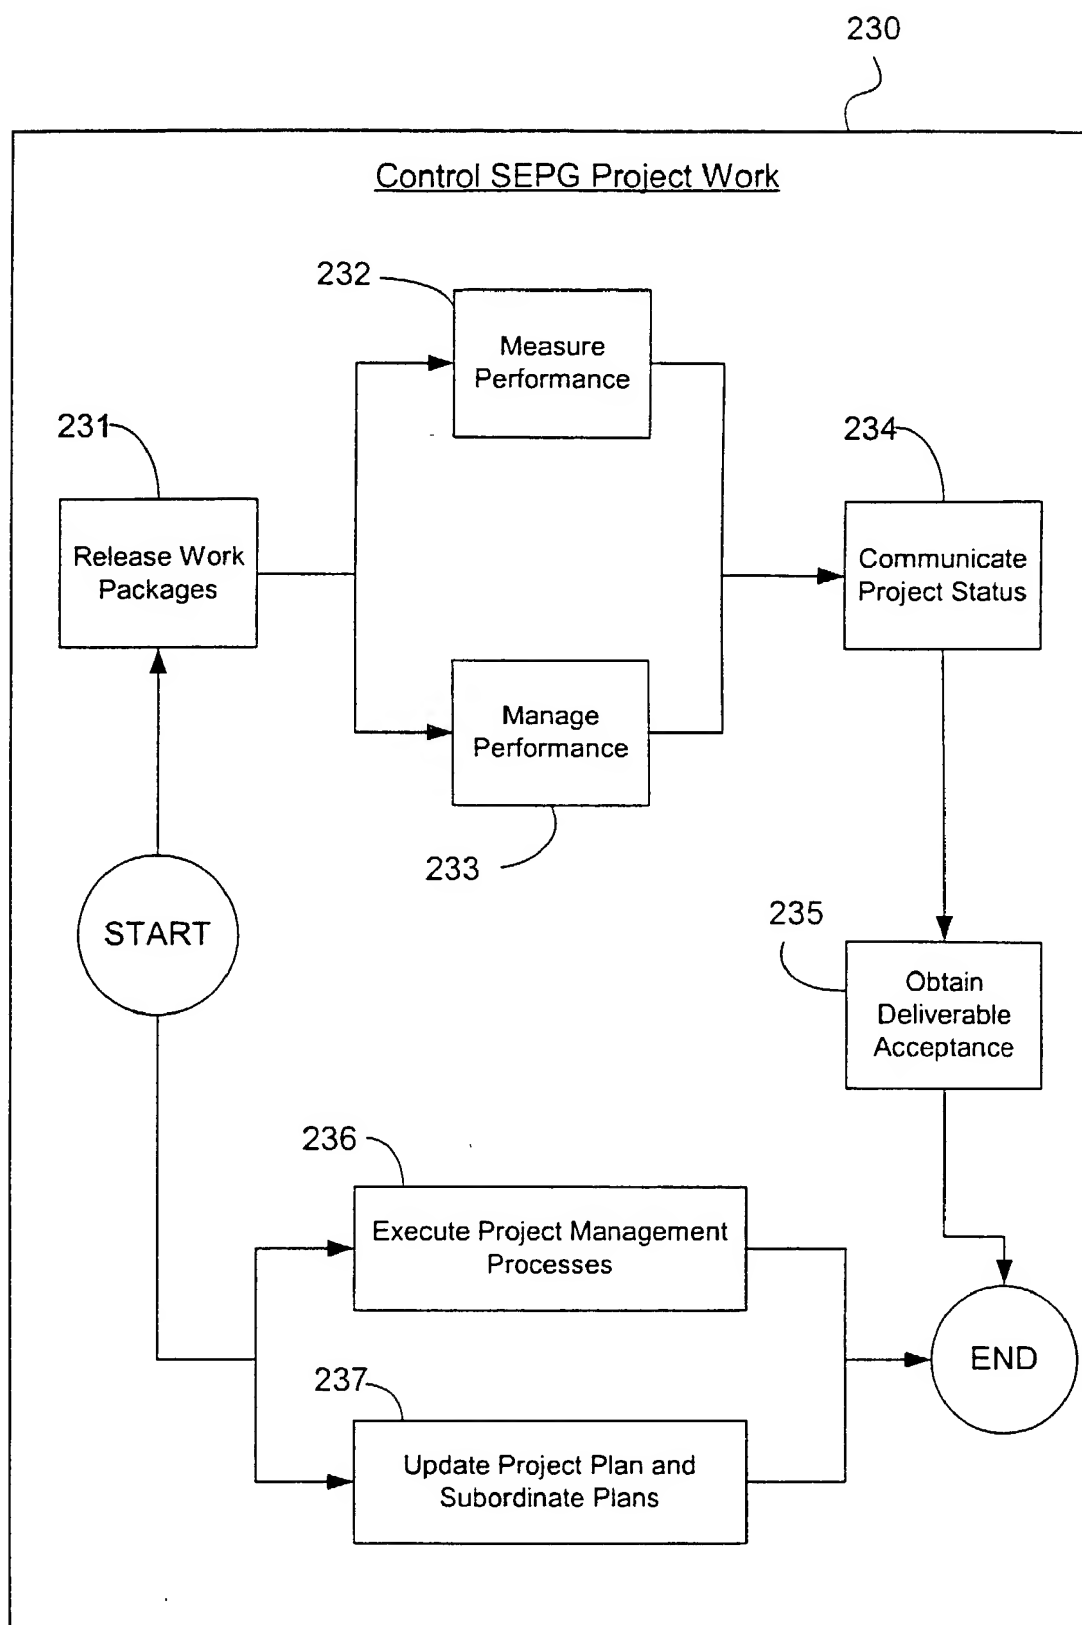 230
Control SEPG Project Work
232
Measure
Performance
231
Release Work
Packages
234
Communicate
Project Status
Manage
Performance
233
START
235
Obtain
Deliverable
Acceptance
236
Execute Project Management
Processes
END
237
Update Project Plan and
Subordinate Plans